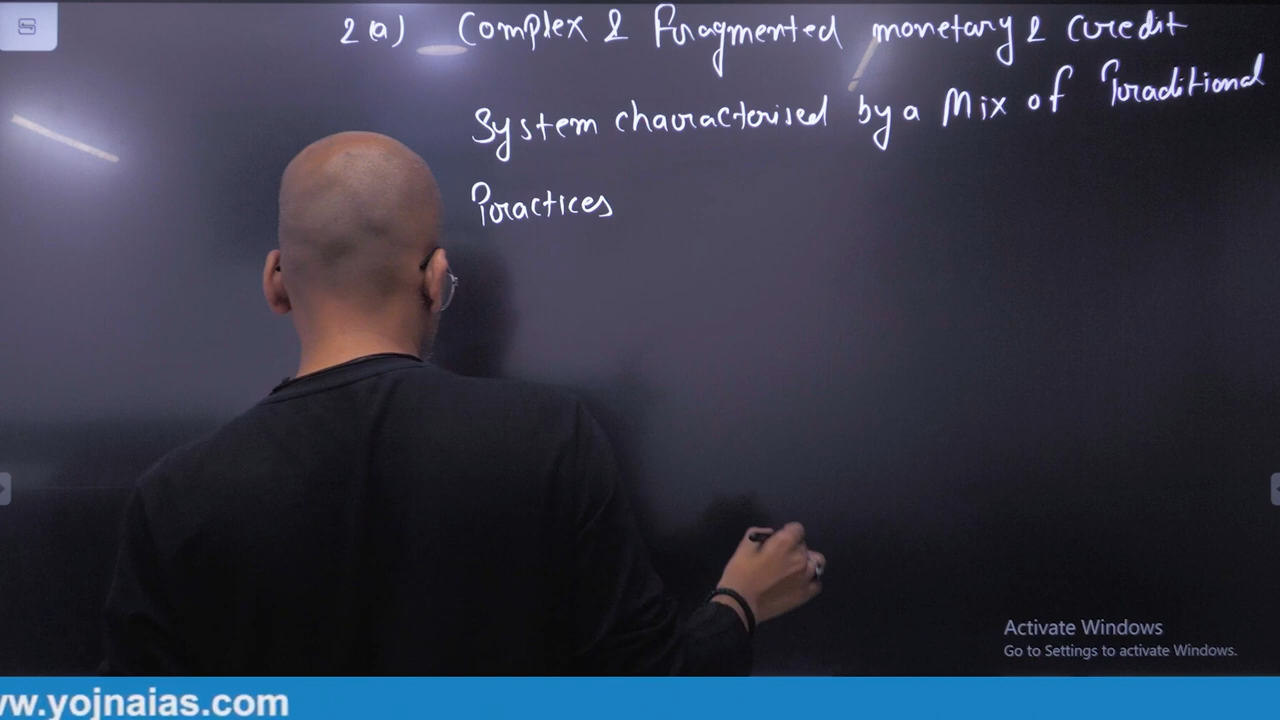 2(a) Complex & Fragmented monetary & credit
System characterised by a Mix of Traditional
Practices
Activate Windows
Go to Settings to activate Windows.
ww.yojnaias.com